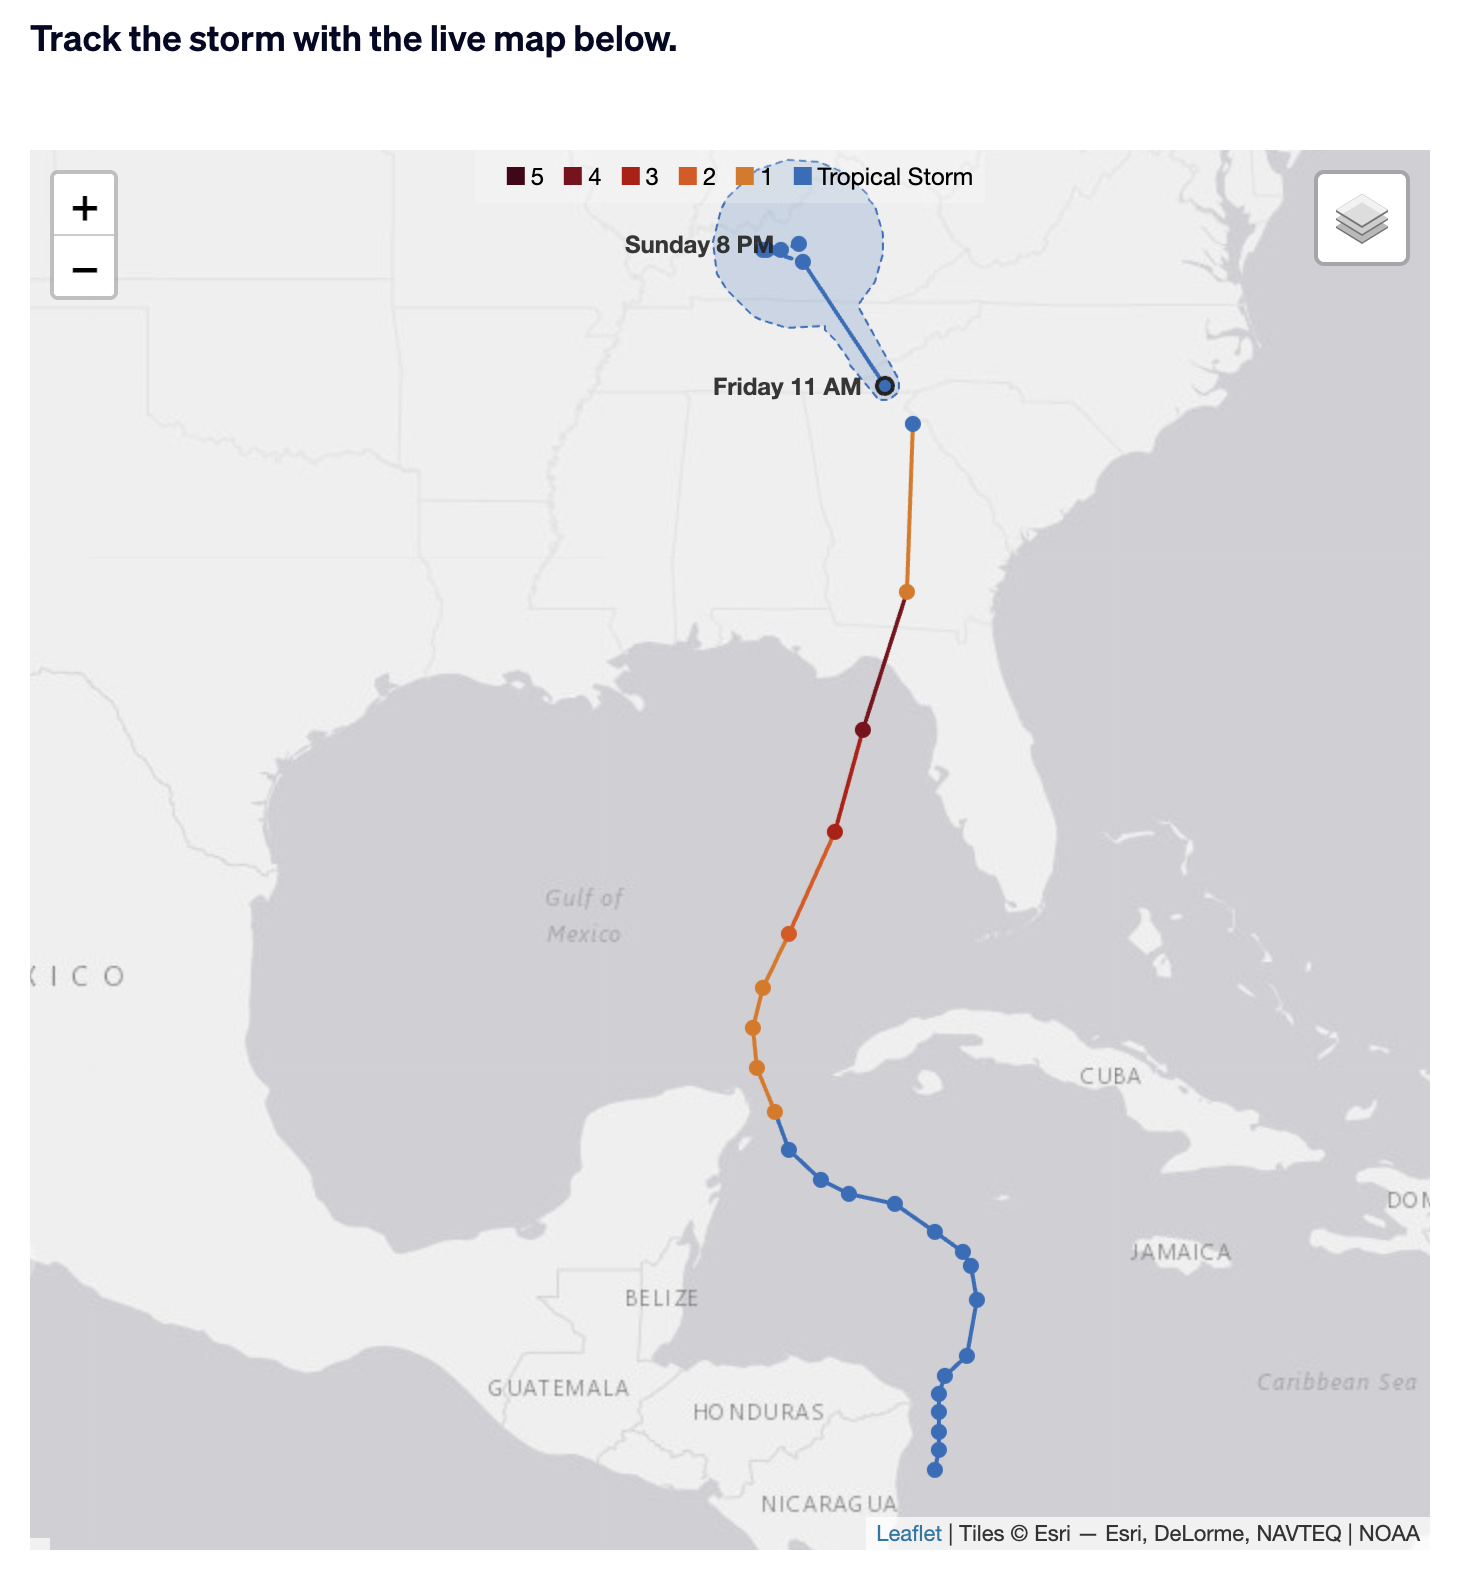 Track the storm with the live map below.
+
−
5 4 3 2 1 Tropical Storm
Sunday 8 PM
Friday 11 AM
Gulf of
Mexico
XICO
CUBA
DOM
JAMAICA
BELIZE
GUATEMALA
HONDURAS
Caribbean Sea
NICARAGUA
Leaflet | Tiles © Esri — Esri, DeLorme, NAVTEQ | NOAA